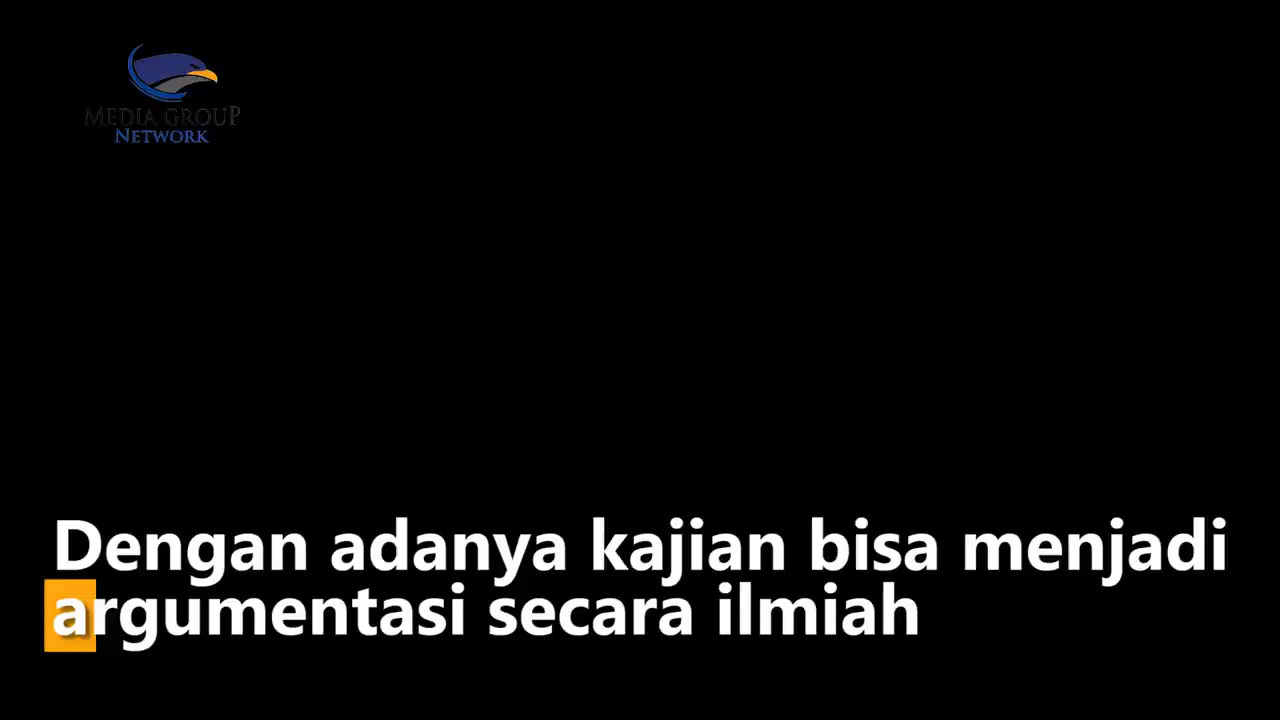 MEDIA GROUP
NETWORK
Dengan adanya kajian bisa menjadi
argumentasi secara ilmiah